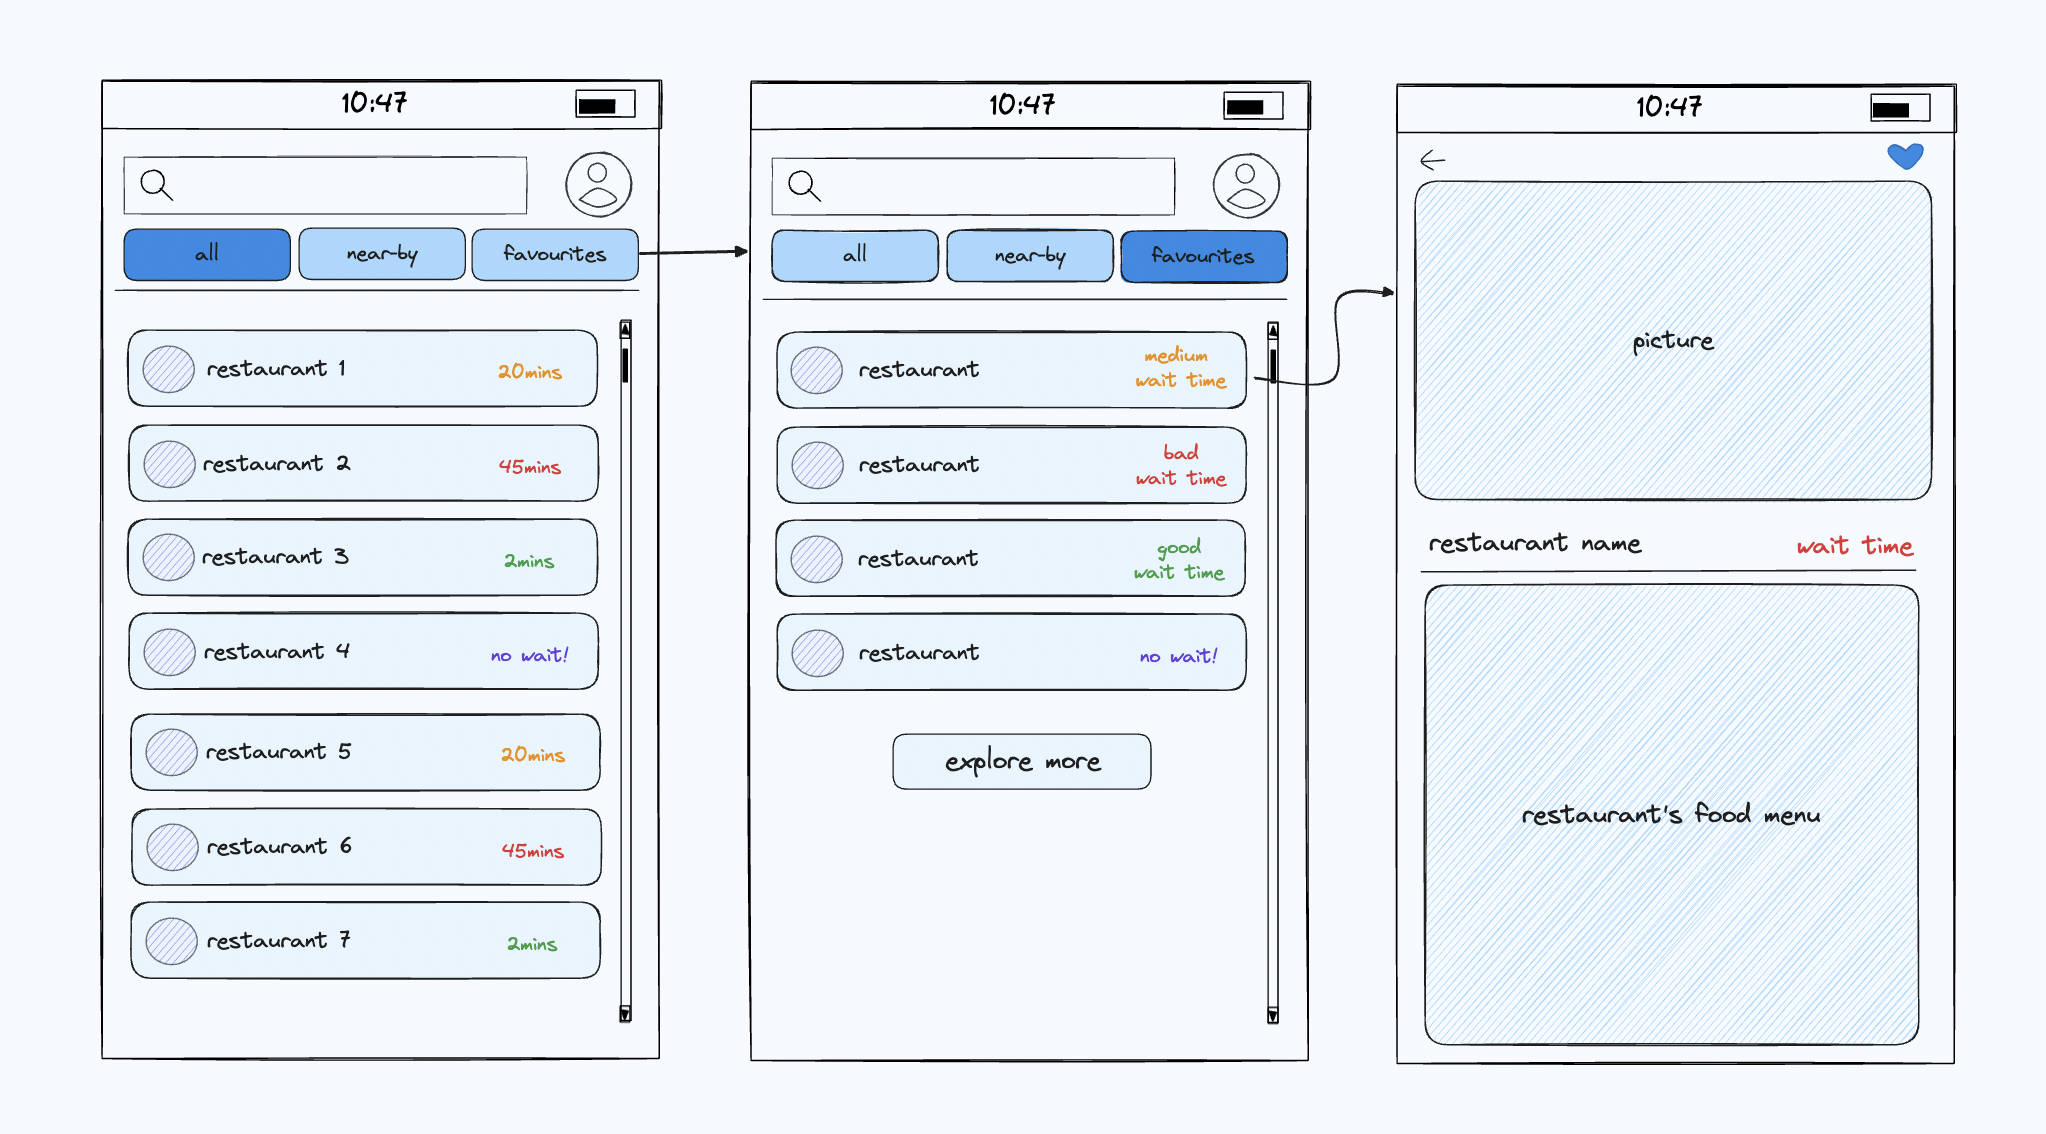 10:47
all
near-by
favourites
restaurant 1
20mins
restaurant 2
45mins
restaurant 3
2mins
restaurant 4
no wait!
restaurant 5
20mins
restaurant 6
45mins
restaurant 7
2mins
10:47
all
near-by
favourites
restaurant
medium
wait time
restaurant
bad
wait time
restaurant
good
wait time
restaurant
no wait!
explore more
10:47
picture
restaurant name
wait time
restaurant's food menu